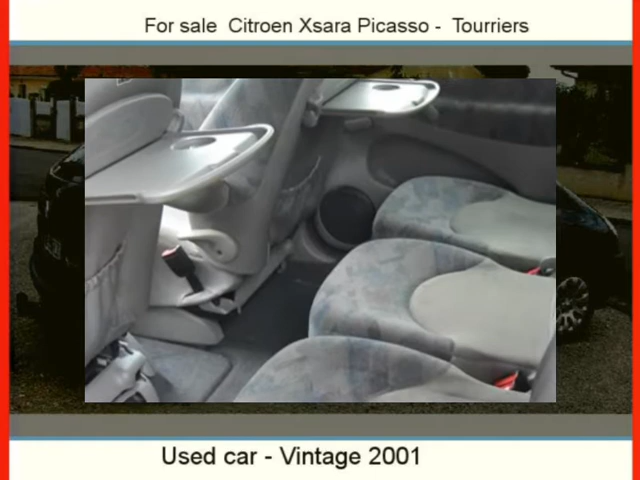 For sale Citroen Xsara Picasso - Tourriers
Used car - Vintage 2001